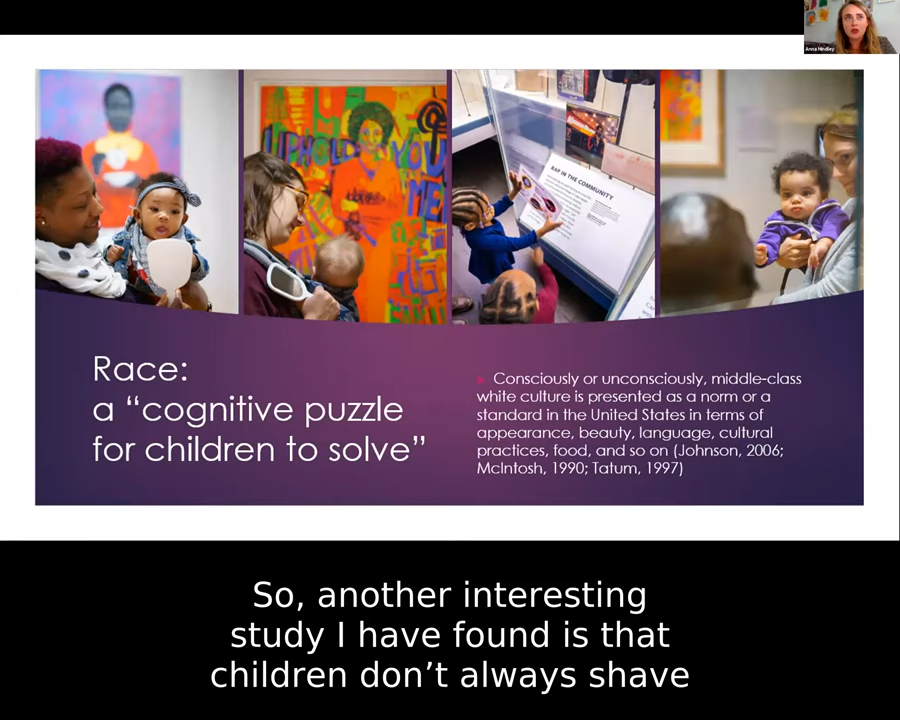 Anna Hindley
UPHOLD YOUR
MEN
RAP IN THE COMMUNITY
Race:
a “cognitive puzzle
for children to solve”
Consciously or unconsciously, middle-class
white culture is presented as a norm or a
standard in the United States in terms of
appearance, beauty, language, cultural
practices, food, and so on (Johnson, 2006;
McIntosh, 1990; Tatum, 1997)
So, another interesting
study I have found is that
children don’t always shave